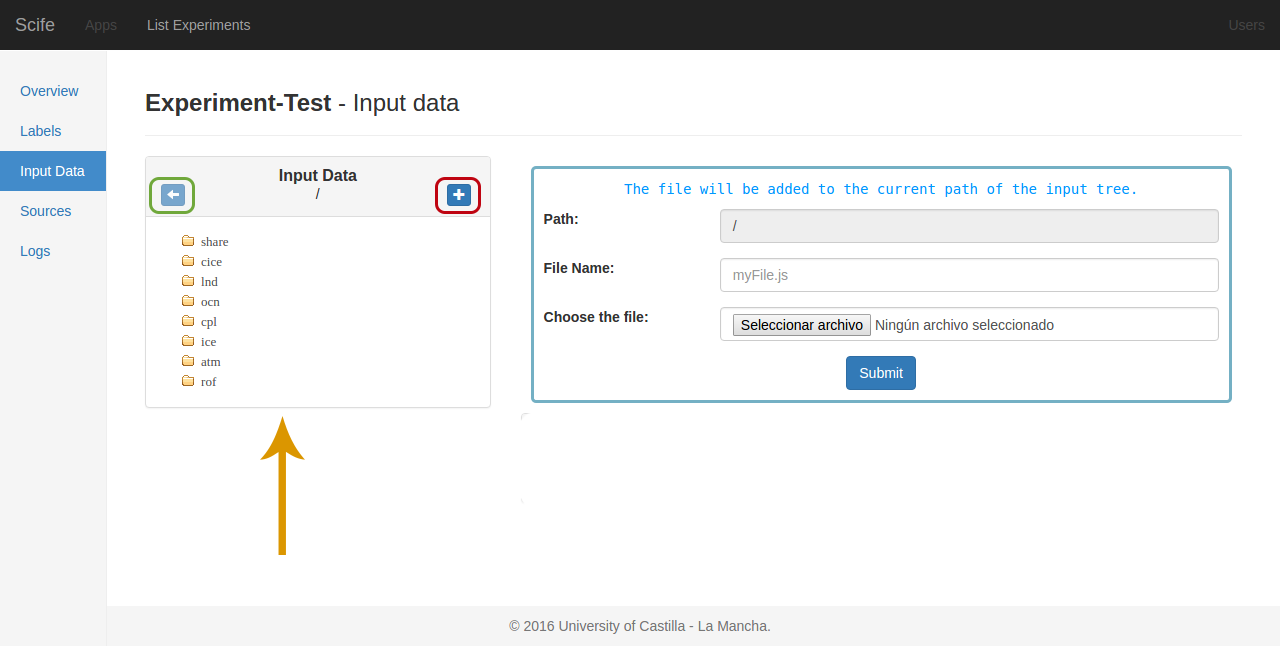 Scife Apps List Experiments Users
Overview
Labels
Input Data
Sources
Logs
Experiment-Test - Input data
Input Data
/
share
cice
lnd
ocn
cpl
ice
atm
rof
The file will be added to the current path of the input tree.
Path: /
File Name: myFile.js
Choose the file: Seleccionar archivo Ningún archivo seleccionado
Submit
© 2016 University of Castilla - La Mancha.